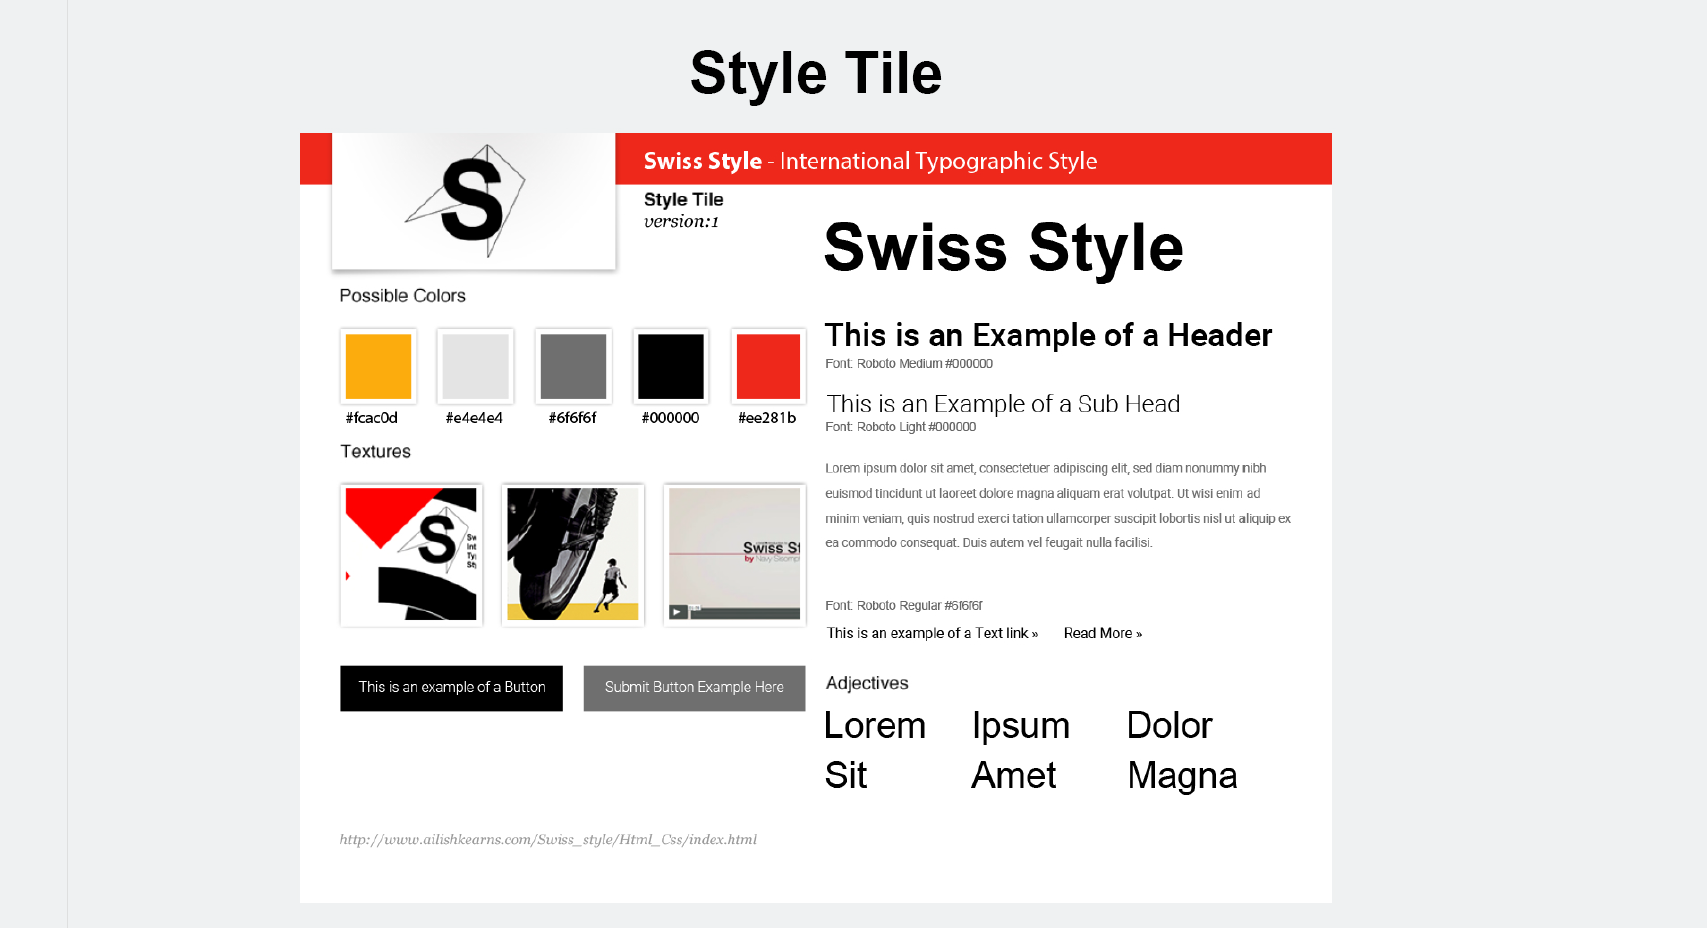 Style Tile
S
Swiss Style - International Typographic Style
Style Tile
version:1
Possible Colors
#fcac0d #e4e4e4 #6f6f6f #000000 #ee281b
Textures
S
Sw
Int
Ty
St
Swiss St
by Navy
This is an example of a Button
Submit Button Example Here
Swiss Style
This is an Example of a Header
Font: Roboto Medium #000000
This is an Example of a Sub Head
Font: Roboto Light #000000
Lorem ipsum dolor sit amet, consectetuer adipiscing elit, sed diam nonummy nibh
euismod tincidunt ut laoreet dolore magna aliquam erat volutpat. Ut wisi enim ad
minim veniam, quis nostrud exerci tation ullamcorper suscipit lobortis nisl ut aliquip ex
ea commodo consequat. Duis autem vel feugait nulla facilisi.
Font: Roboto Regular #6f6f6f
This is an example of a Text link » Read More »
Adjectives
Lorem Ipsum Dolor
Sit Amet Magna
http://www.ailishkearns.com/Swiss_style/Html_Css/index.html